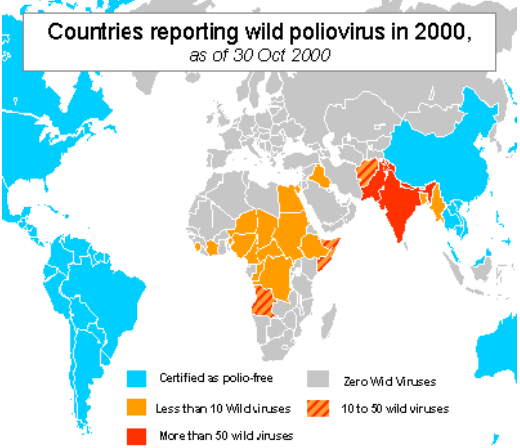 Countries reporting wild poliovirus in 2000,
as of 30 Oct 2000
Certified as polio-free
Zero Wild Viruses
Less than 10 Wild viruses
10 to 50 wild viruses
More than 50 wild viruses